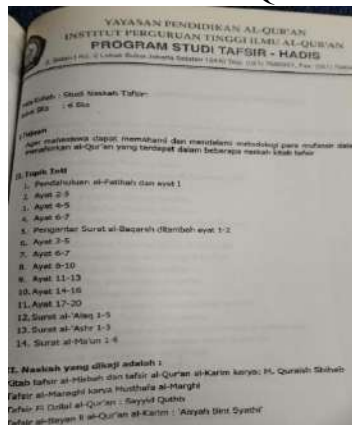 YAYASAN PENDIDIKAN AL-QUR'AN
INSTITUT PERGURUAN TINGGI ILMU AL-QUR'AN
PROGRAM STUDI TAFSIR - HADIS
: Studi Naskah Tafsir
Sks : 6 Sks
I. Tujuan
Agar mahasiswa dapat memahami dan mendalami metodologi para mufassir dalam
menafsirkan al-Qur'an yang terdapat dalam beberapa naskah kitab tafsir
II. Topik Inti
1. Pendahuluan al-Fatihah dan ayat 1
2. Ayat 2-3
3. Ayat 4-5
4. Ayat 6-7
5. Pengantar Surat al-Baqarah ditambah ayat 1-2
6. Ayat 3-5
7. Ayat 6-7
8. Ayat 8-10
9. Ayat 11-13
10. Ayat 14-16
11. Ayat 17-20
12. Surat al-'Alaq 1-5
13. Surat al-'Ashr 1-3
14. Surat al-Ma'un 1-6
II. Naskah yang dikaji adalah :
Kitab tafsir al-Misbah dan tafsir al-Qur'an al-Karim karya: M. Quraish Shihab
Tafsir al-Maraghi karya Musthafa al-Marghi
Tafsir Fi Dzilal al-Qur'an : Sayyid Quthb
Tafsir al-Bayan li al-Qur'an al-Karim : 'Aisyah Bint Syathi'